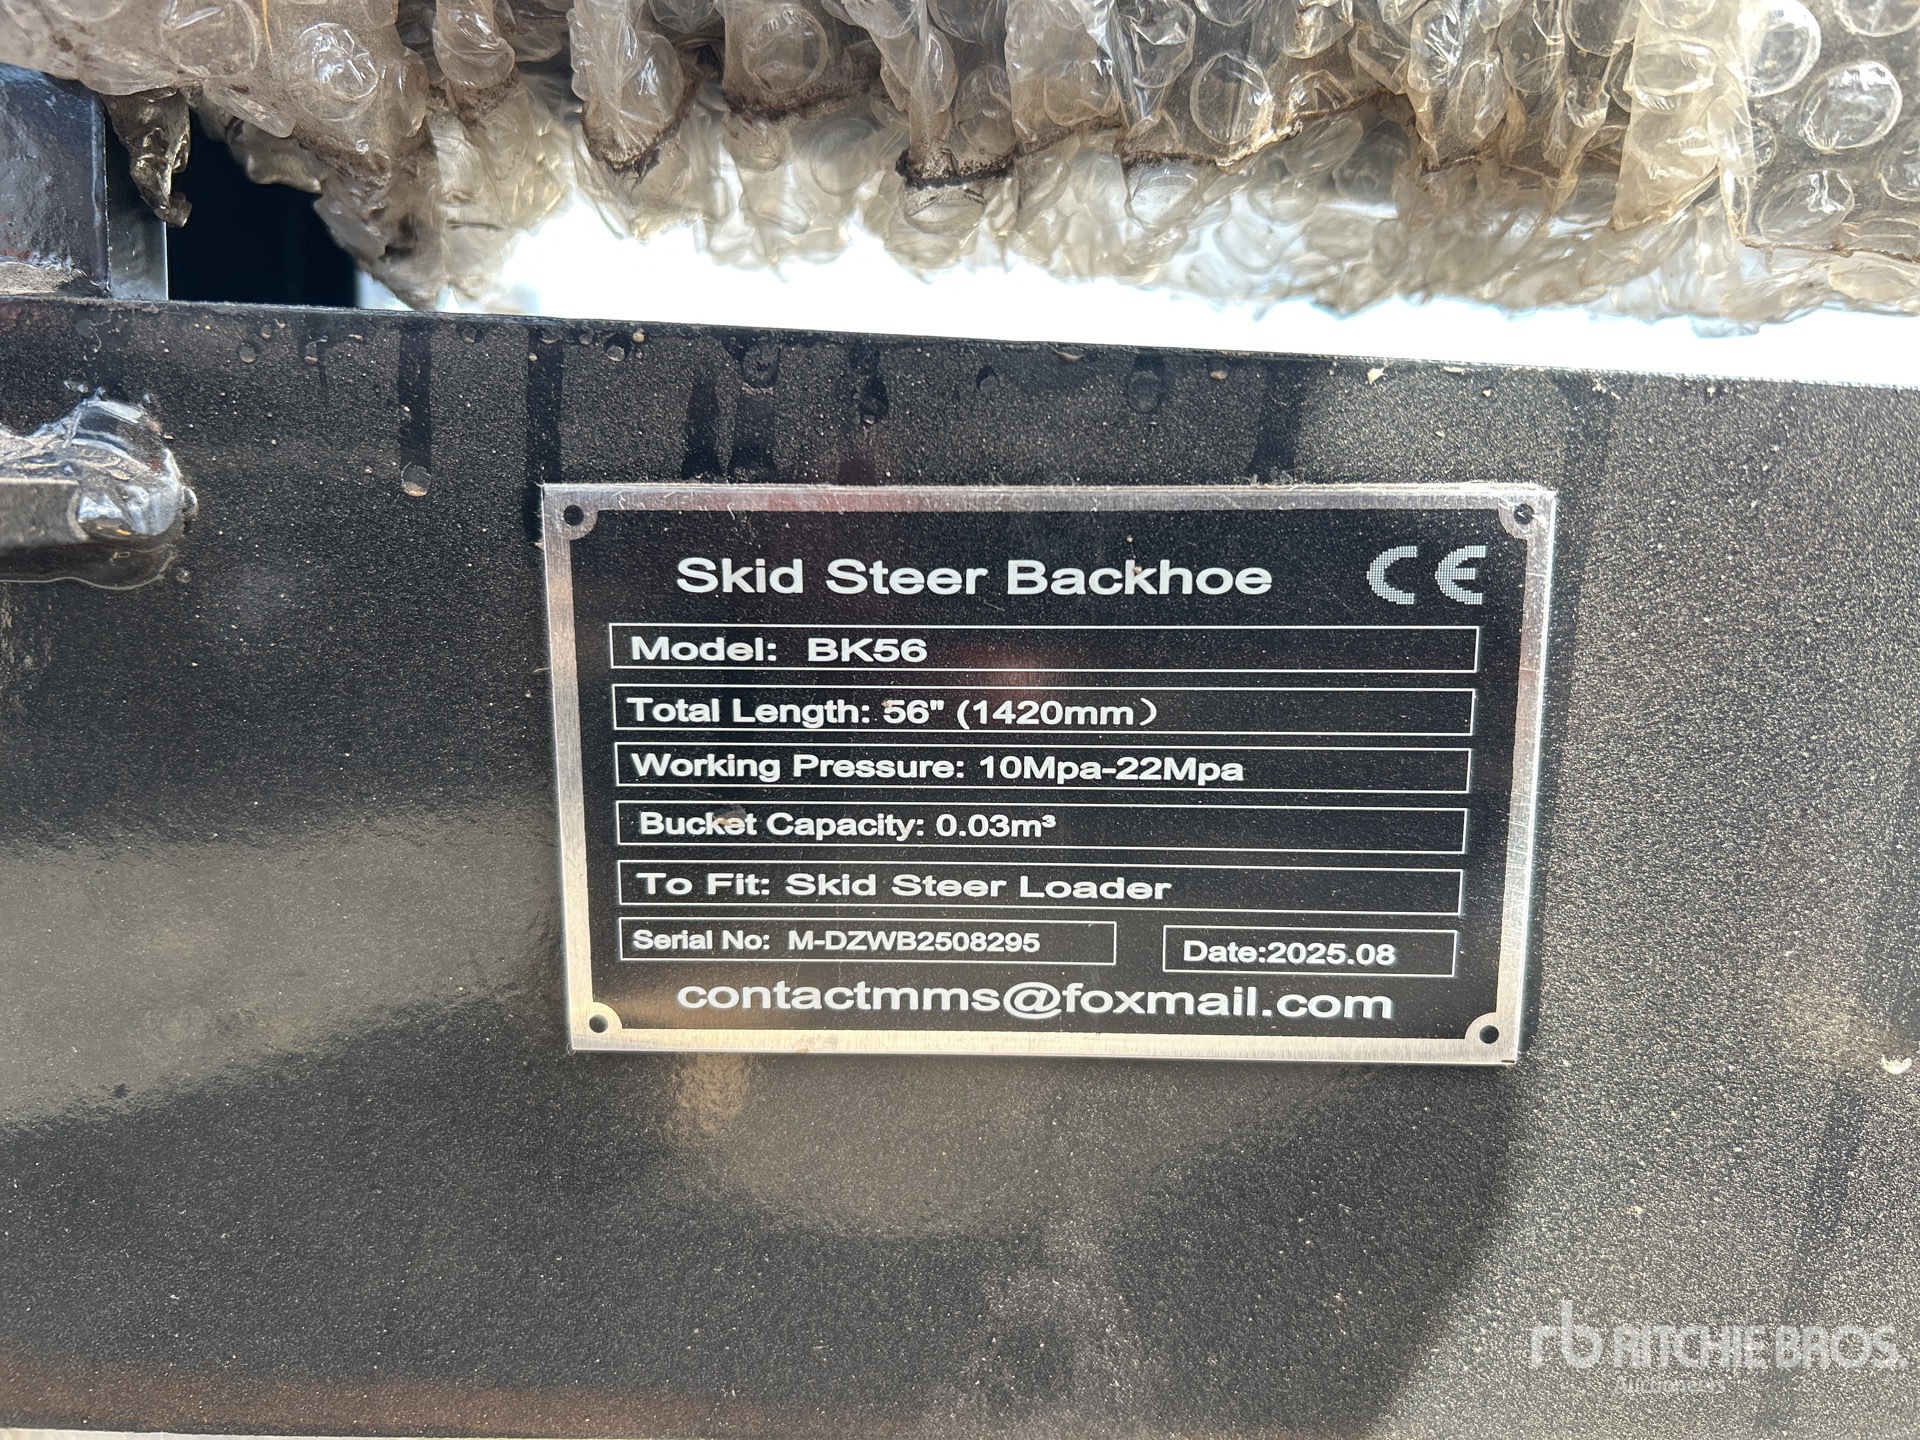 Skid Steer Backhoe CE
Model: BK56
Total Length: 56" (1420mm）
Working Pressure: 10Mpa-22Mpa
Bucket Capacity: 0.03m³
To Fit: Skid Steer Loader
Serial No: M-DZWB2508295 Date:2025.08
contactmms@foxmail.com
rb RITCHIE BROS.
Auctioneers